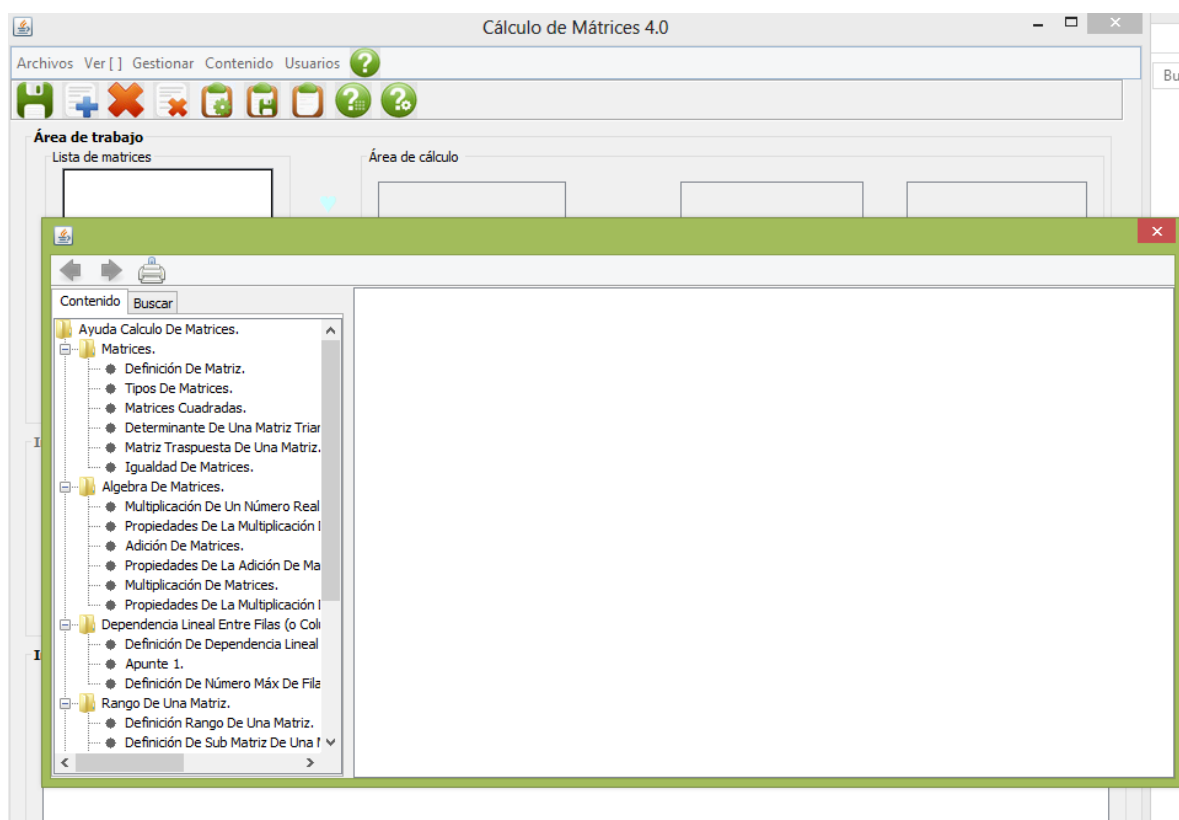 Cálculo de Mátrices 4.0
Archivos Ver [ ] Gestionar Contenido Usuarios
Bu
Área de trabajo
Lista de matrices
Área de cálculo
Contenido Buscar
Ayuda Calculo De Matrices.
Matrices.
Definición De Matriz.
Tipos De Matrices.
Matrices Cuadradas.
Determinante De Una Matriz Triar
Matriz Traspuesta De Una Matriz.
Igualdad De Matrices.
Algebra De Matrices.
Multiplicación De Un Número Real
Propiedades De La Multiplicación
Adición De Matrices.
Propiedades De La Adición De Ma
Multiplicación De Matrices.
Propiedades De La Multiplicación
Dependencia Lineal Entre Filas (o Colu
Definición De Dependencia Lineal
Apunte 1.
Definición De Número Máx De Fila
Rango De Una Matriz.
Definición Rango De Una Matriz.
Definición De Sub Matriz De Una